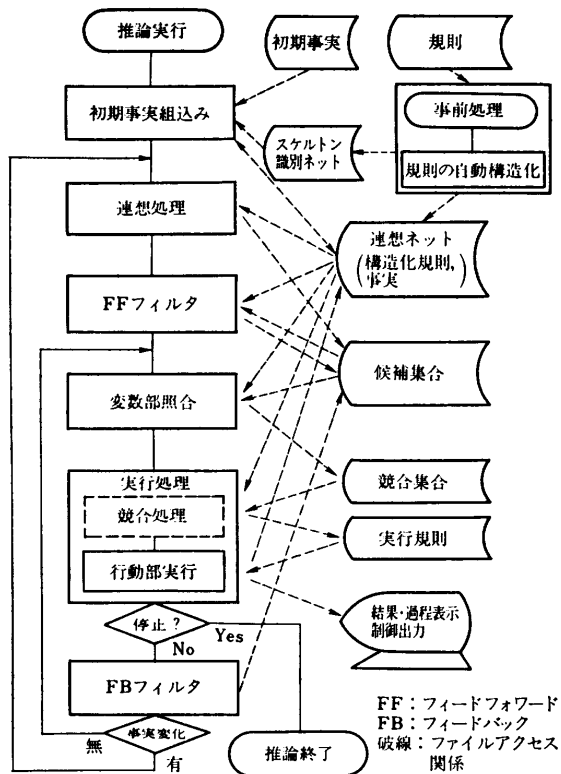 推論実行
初期事実
規則
初期事実組込み
事前処理
スケルトン
識別ネット
規則の自動構造化
連想処理
連想ネット
(構造化規則,
事実)
FFフィルタ
候補集合
変数部照合
実行処理
競合処理
競合集合
実行規則
行動部実行
停止?
Yes
No
結果・過程表示
制御出力
FBフィルタ
事実変化
無
有
推論終了
FF:フィードフォワード
FB:フィードバック
破線:ファイルアクセス
関係